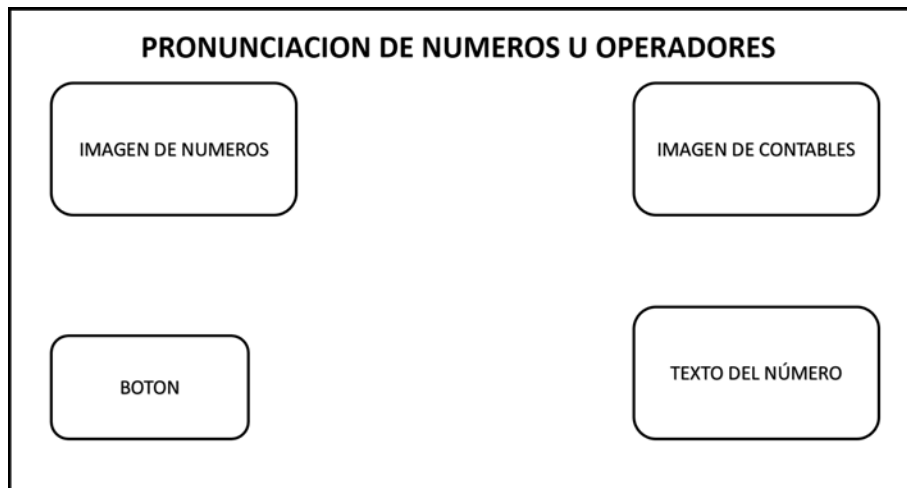 PRONUNCIACION DE NUMEROS U OPERADORES
IMAGEN DE NUMEROS
IMAGEN DE CONTABLES
BOTON
TEXTO DEL NÚMERO